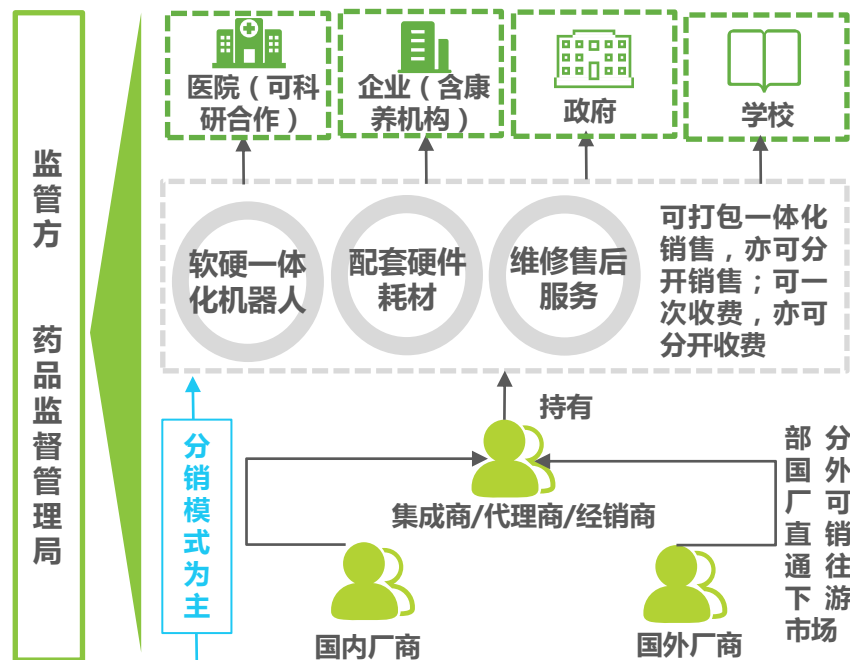 医院（可科
研合作）
企业（含康
养机构）
政府
学校
监管方
药品监督管理局
软硬一体
化机器人
配套硬件
耗材
维修售后
服务
可打包一体化
销售，亦可分
开销售；可一
次收费，亦可
分开收费
持有
分销模式为主
集成商/代理商/经销商
部分
国外
厂可
直销
通往
下游
市场
国内厂商
国外厂商